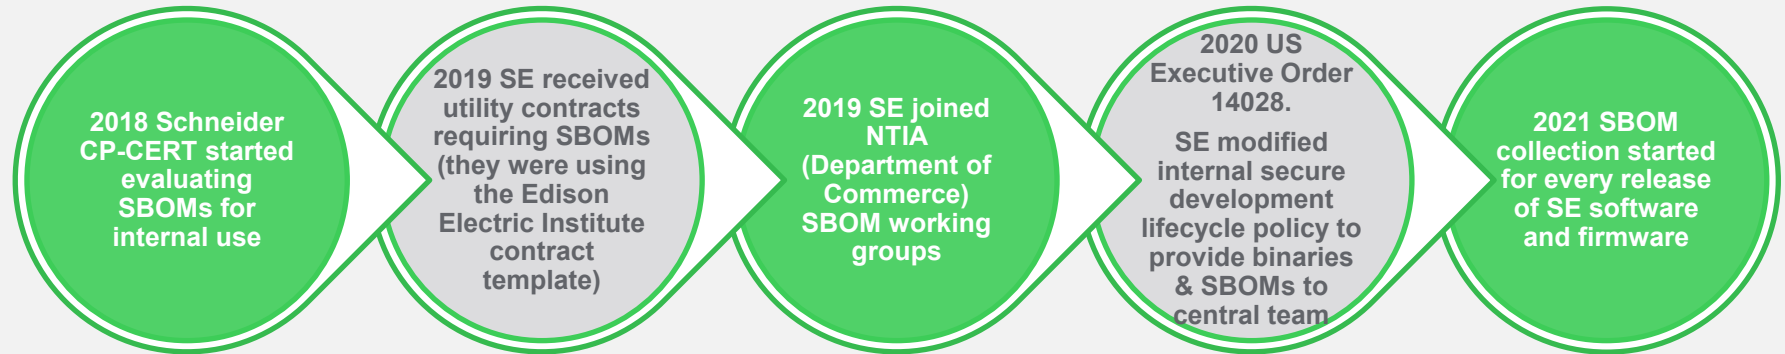 2018 Schneider
CP-CERT started
evaluating
SBOMs for
internal use
2019 SE received
utility contracts
requiring SBOMs
(they were using
the Edison
Electric Institute
contract
template)
2019 SE joined
NTIA
(Department of
Commerce)
SBOM working
groups
2020 US
Executive Order
14028.
SE modified
internal secure
development
lifecycle policy to
provide binaries
& SBOMs to
central team
2021 SBOM
collection started
for every release
of SE software
and firmware